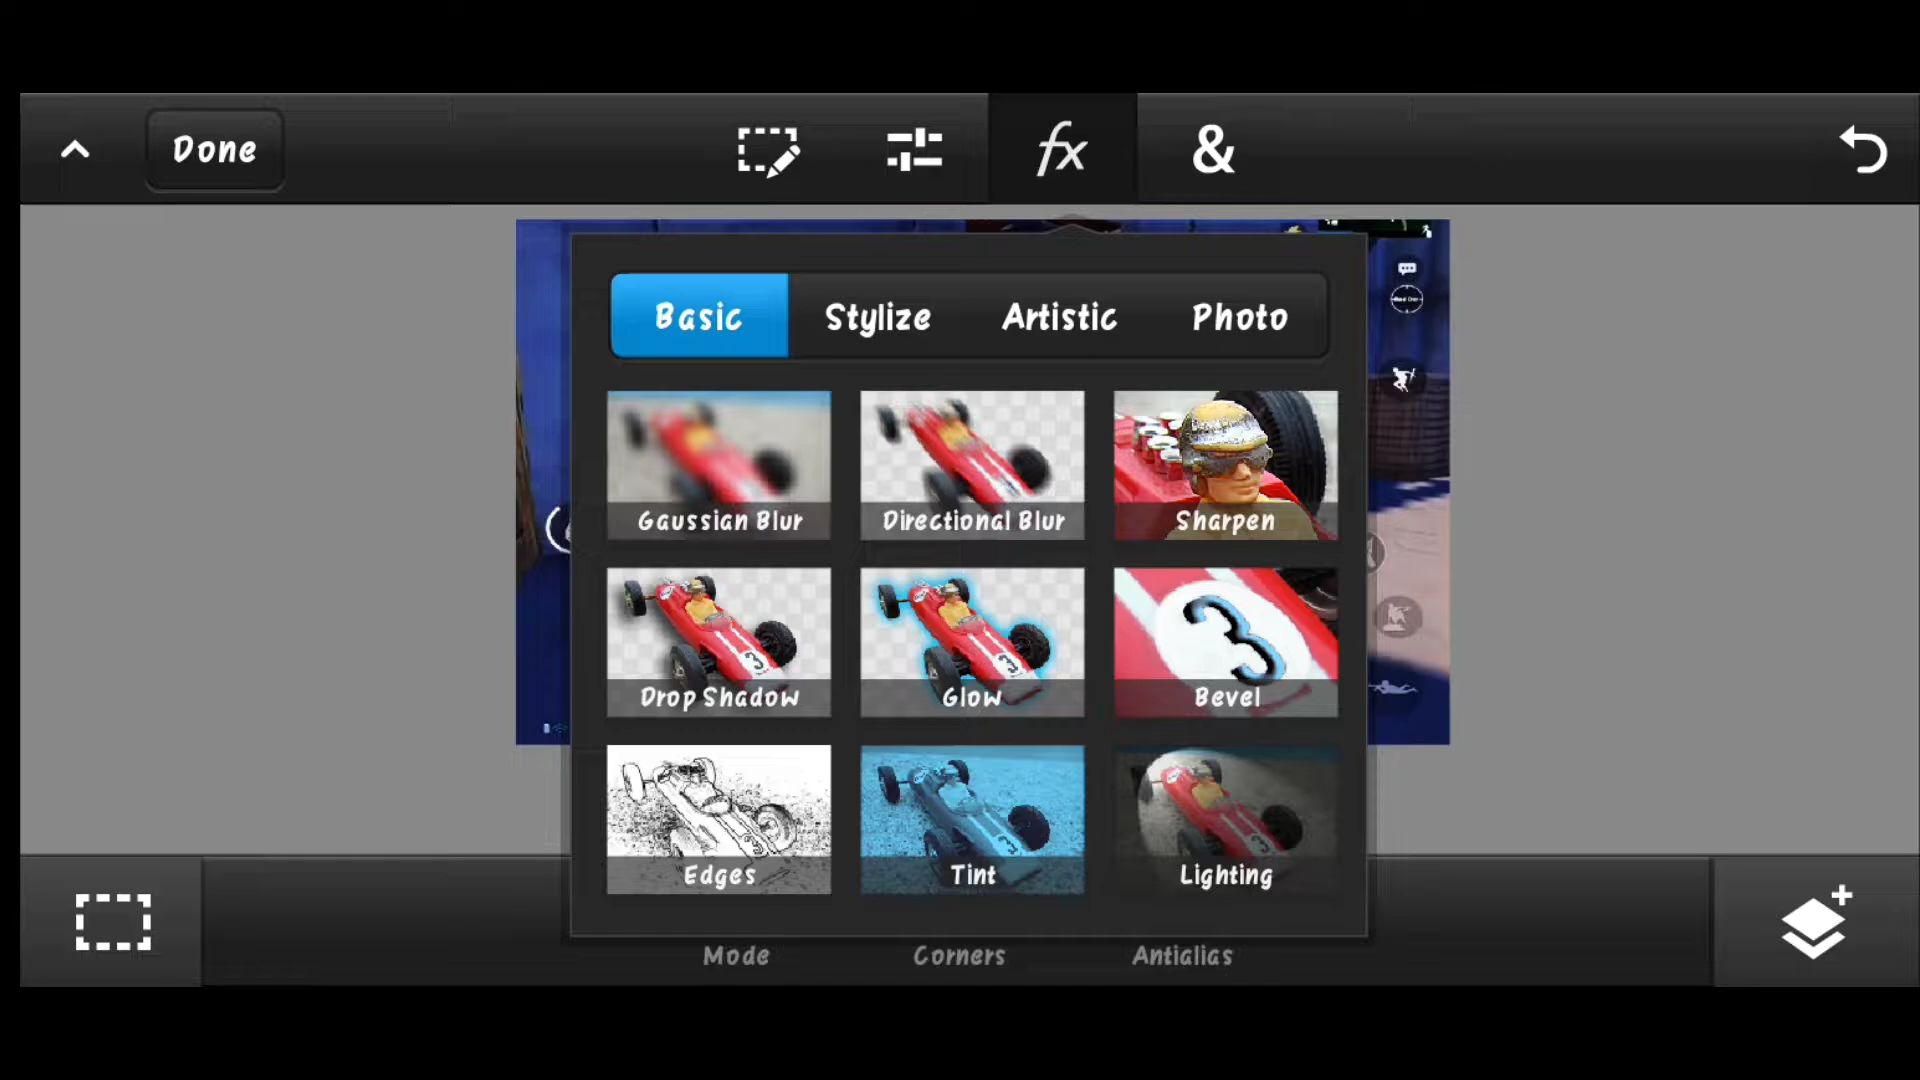 Done
fx
&
Basic Stylize Artistic Photo
Gaussian Blur Directional Blur Sharpen
Drop Shadow Glow Bevel
3
Edges Tint Lighting
Mode Corners Antialias